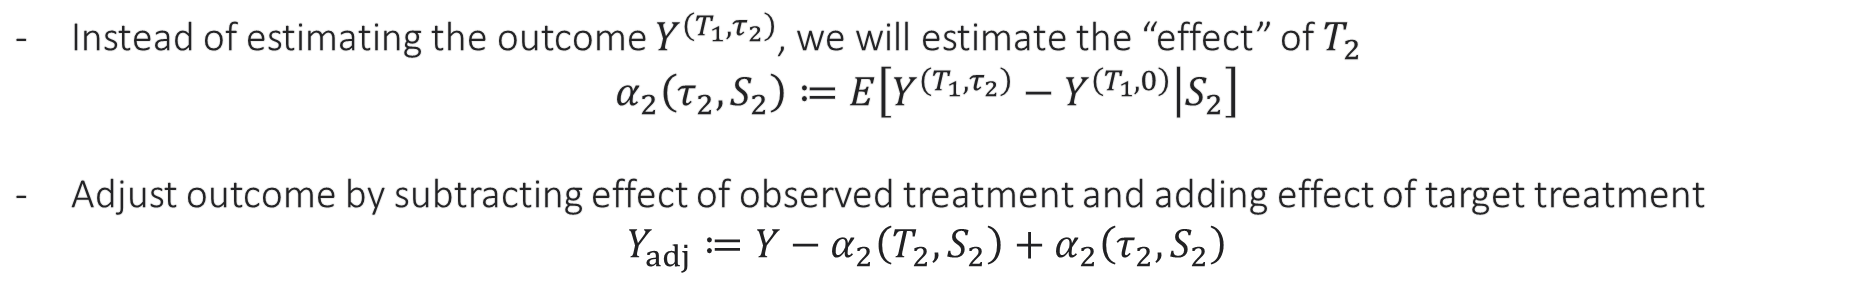 - Instead of estimating the outcome Y^(T₁,τ₂), we will estimate the “effect” of T₂
α₂(τ₂, S₂) ≔ E[Y^(T₁,τ₂) − Y^(T₁,0)|S₂]
- Adjust outcome by subtracting effect of observed treatment and adding effect of target treatment
Y_adj ≔ Y − α₂(T₂, S₂) + α₂(τ₂, S₂)